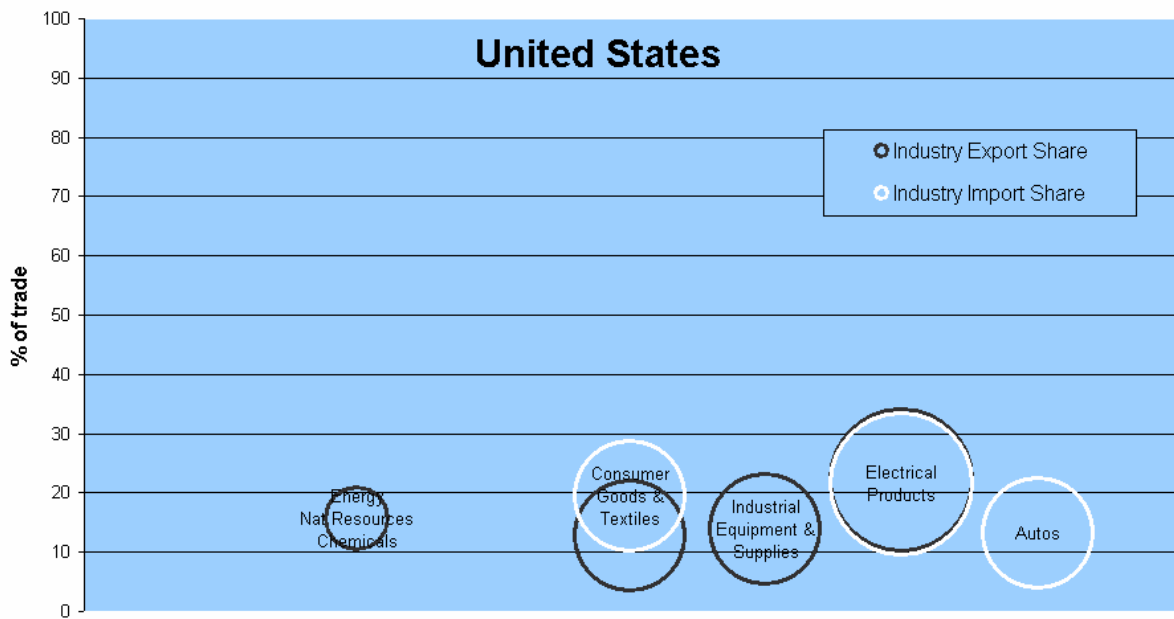 United States
100
90
80
70
60
50
40
30
20
10
0
% of trade
Industry Export Share
Industry Import Share
Energy
Nat Resources
Chemicals
Consumer
Goods &
Textiles
Industrial
Equipment &
Supplies
Electrical
Products
Autos